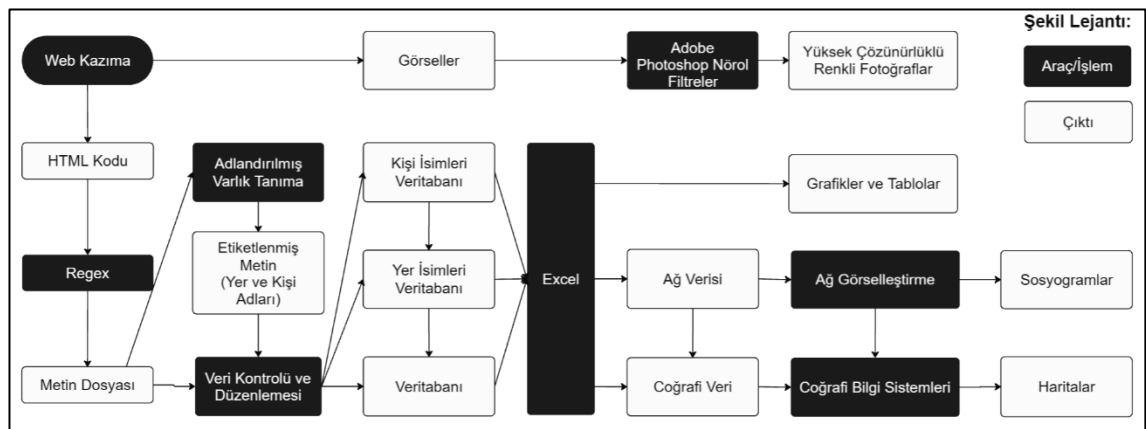 Şekil Lejantı:
Web Kazıma
Görseller
Adobe
Photoshop Nörol
Filtreler
Yüksek Çözünürlüklü
Renkli Fotoğraflar
Araç/İşlem
Çıktı
HTML Kodu
Adlandırılmış
Varlık Tanıma
Kişi İsimleri
Veritabanı
Grafikler ve Tablolar
Regex
Etiketlenmiş
Metin
(Yer ve Kişi
Adları)
Yer İsimleri
Veritabanı
Excel
Ağ Verisi
Ağ Görselleştirme
Sosyogramlar
Metin Dosyası
Veri Kontrolü ve
Düzenlemesi
Veritabanı
Coğrafi Veri
Coğrafi Bilgi Sistemleri
Haritalar